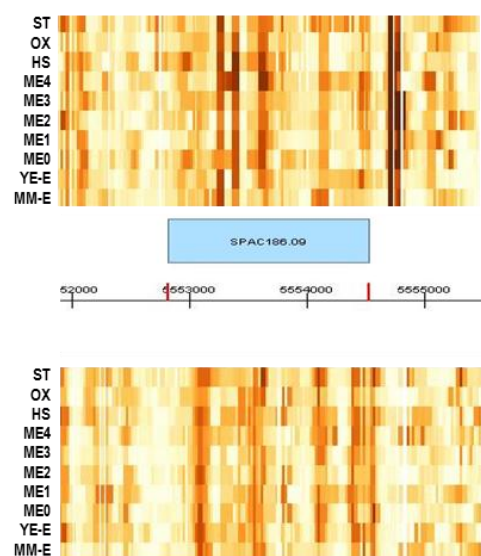 ST
OX
HS
ME4
ME3
ME2
ME1
ME0
YE-E
MM-E
SPAC186.09
52000 5553000 5554000 5555000
ST
OX
HS
ME4
ME3
ME2
ME1
ME0
YE-E
MM-E